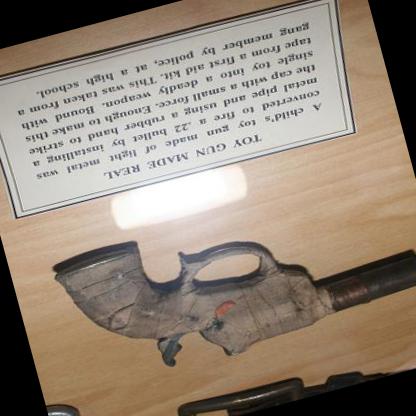 TOY GUN MADE REAL
A child's toy gun made of light metal was
converted to fire a .22 bullet by installing a
metal pipe and using a rubber band to strike
the cap with a small force. Enough to make this
single toy into a deadly weapon. Bound with
tape from a first aid kit. This was taken from a
gang member by police, at a high school.